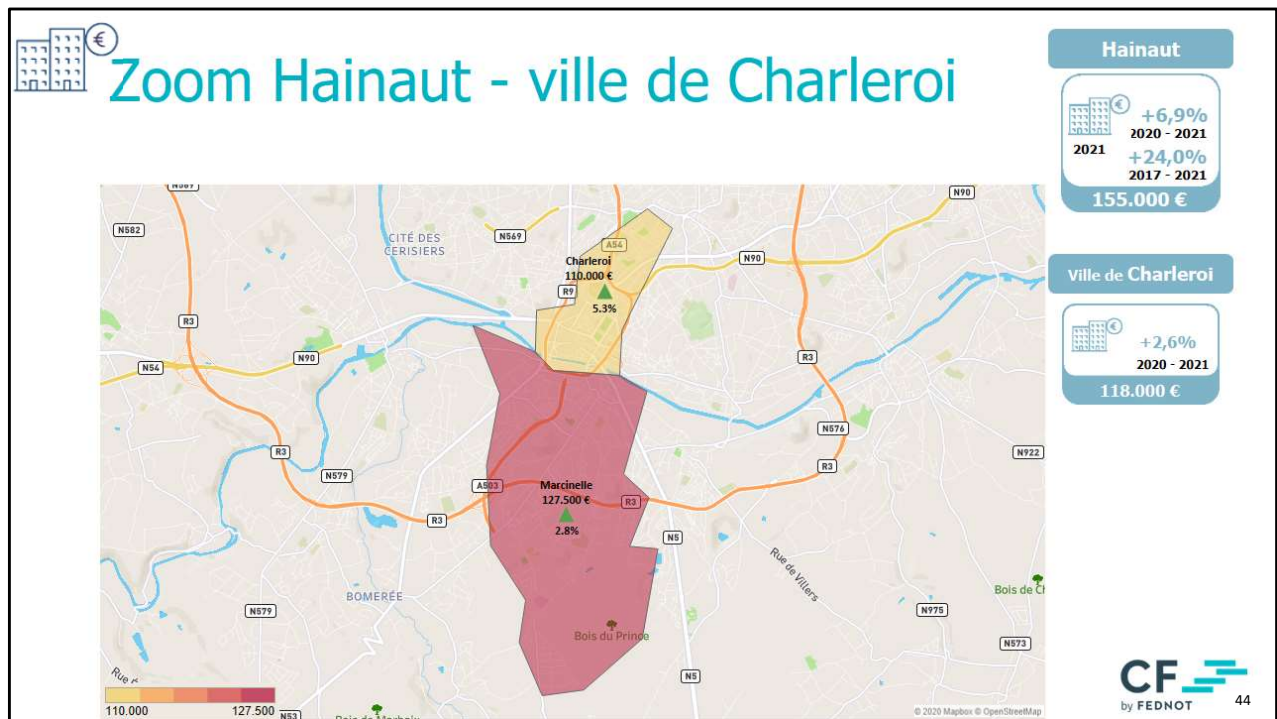 Zoom Hainaut - ville de Charleroi
€
Hainaut
€
2021
+6,9%
2020 - 2021
+24,0%
2017 - 2021
155.000 €
Ville de Charleroi
€
+2,6%
2020 - 2021
118.000 €
N569
N582
CITÉ DES
CERISIERS
N569
A54
N90
N90
Charleroi
110.000 €
R9
5.3%
R3
N90
N54
R3
N576
R3
N922
R3
N579
A503
Marcinelle
127.500 €
R3
R3
2.8%
N5
Rue de Villers
BOMERÉE
N579
Bois du Prince
N975
N573
N5
110.000
127.500
N53
© 2020 Mapbox © OpenStreetMap
CF
by FEDNOT
44